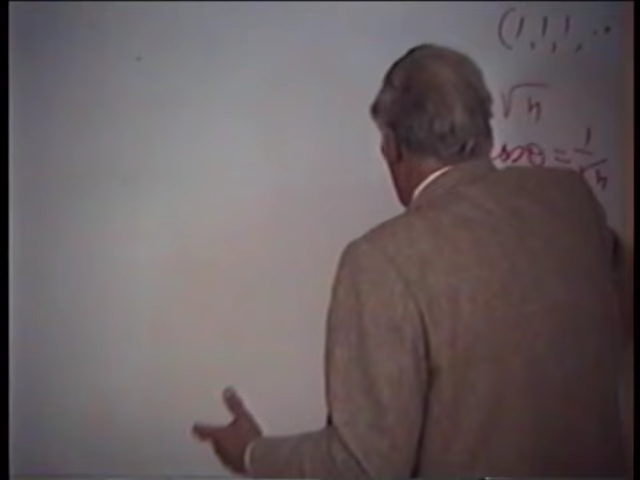 (1,1,1,..
√n
θ = 1/√n